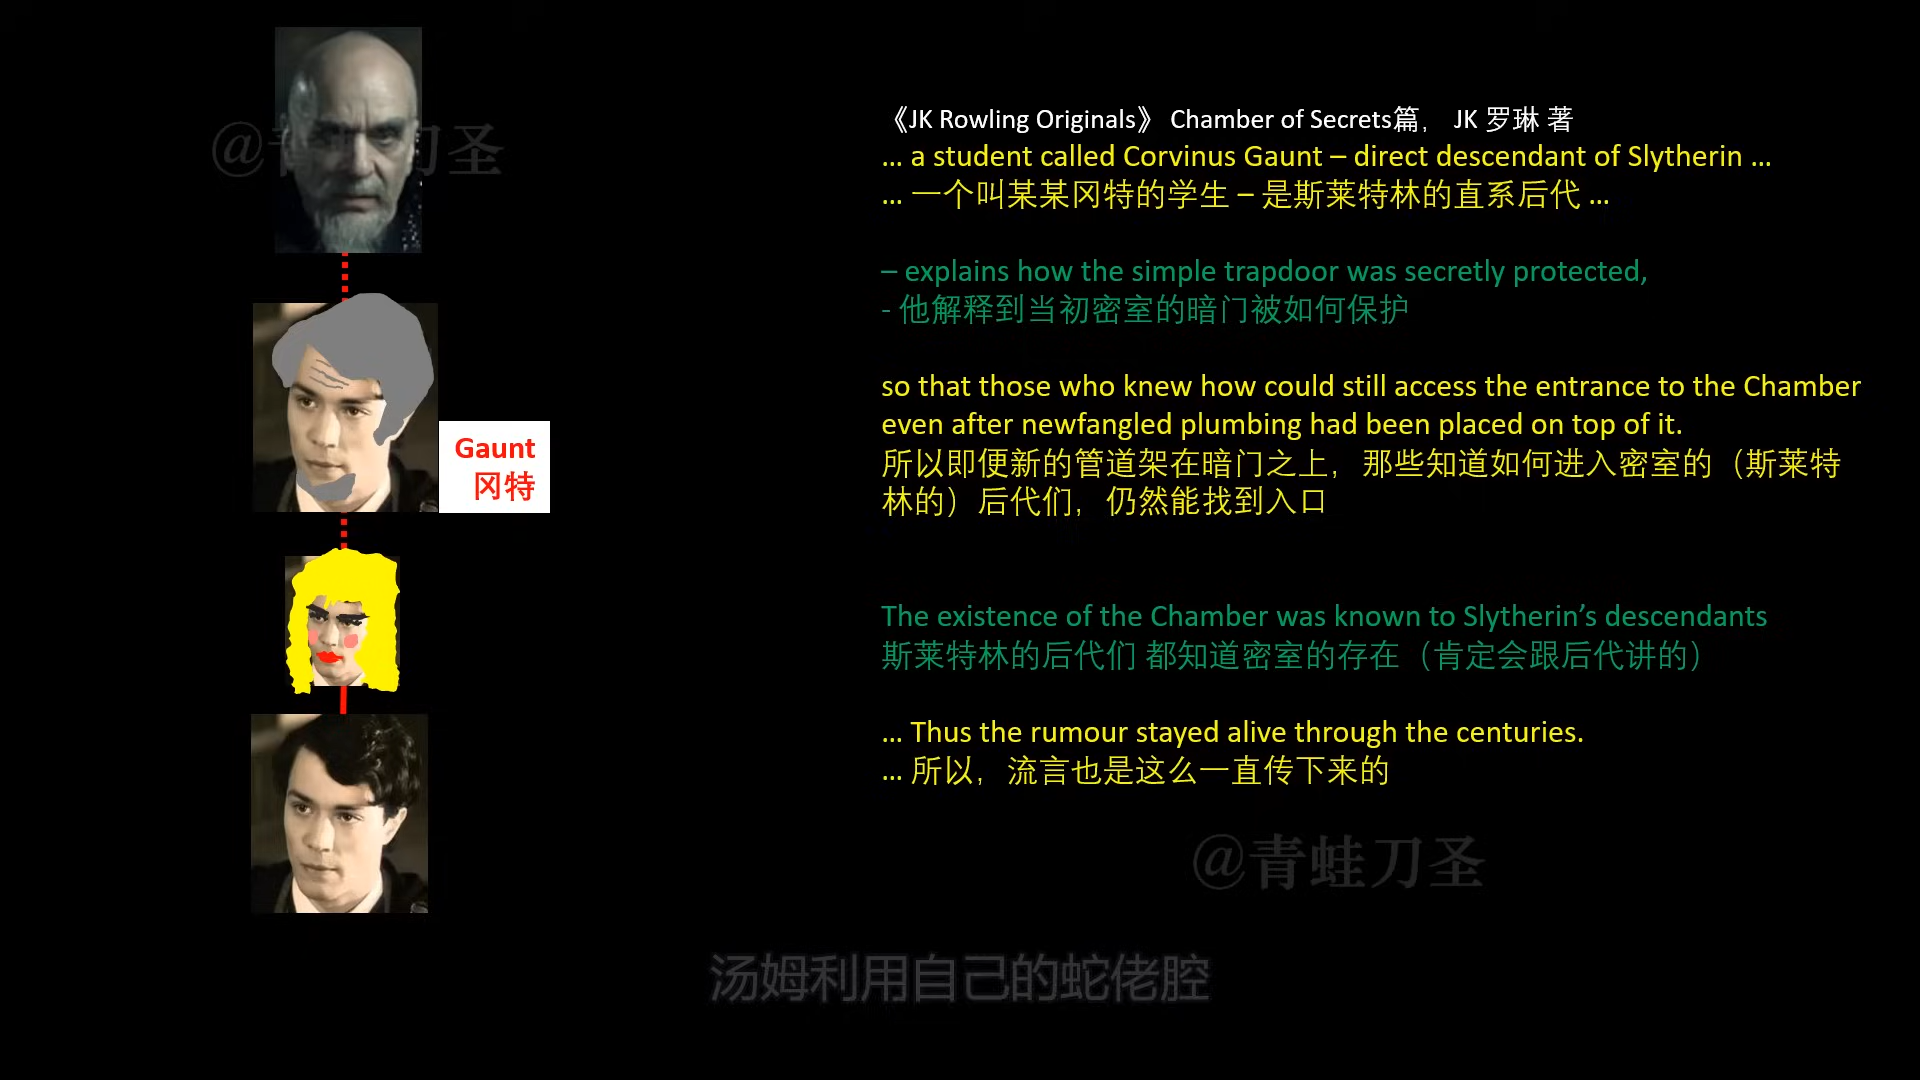 @青蛙刀圣
《JK Rowling Originals》 Chamber of Secrets篇， JK 罗琳 著
... a student called Corvinus Gaunt – direct descendant of Slytherin ...
... 一个叫某某冈特的学生 – 是斯莱特林的直系后代 ...
– explains how the simple trapdoor was secretly protected,
- 他解释到当初密室的暗门被如何保护
so that those who knew how could still access the entrance to the Chamber
even after newfangled plumbing had been placed on top of it.
所以即便新的管道架在暗门之上，那些知道如何进入密室的（斯莱特
林的）后代们，仍然能找到入口
Gaunt
冈特
The existence of the Chamber was known to Slytherin’s descendants
斯莱特林的后代们 都知道密室的存在（肯定会跟后代讲的）
... Thus the rumour stayed alive through the centuries.
... 所以，流言也是这么一直传下来的
@青蛙刀圣
汤姆利用自己的蛇佬腔